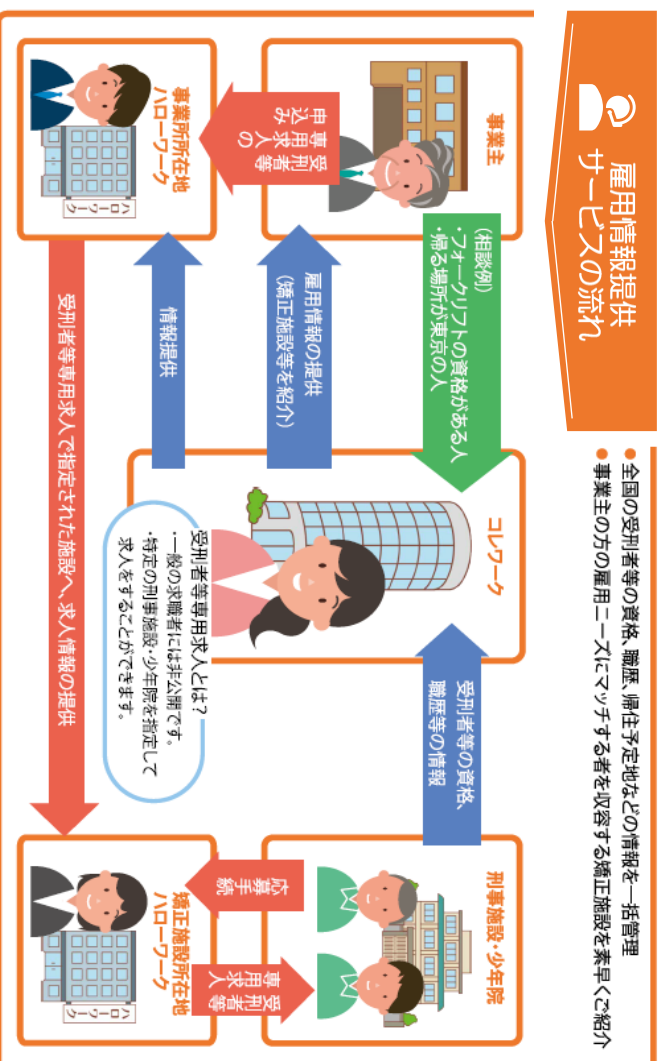 雇用情報提供
サービスの流れ
● 全国の受刑者等の資格、職歴、帰住予定地などの情報を一括管理
● 事業主の方の雇用ニーズにマッチする者を収容する矯正施設を素早くご紹介
事業主
(相談例)
・フォークリフトの資格がある人
・帰る場所が東京の人
コレワーク
受刑者等の資格、
職歴等の情報
刑事施設・少年院
雇用情報の提供
(矯正施設等を紹介)
受刑者等
専用求人の
申込み
情報提供
受刑者等専用求人とは?
・一般の求職者には非公開です。
・特定の刑事施設・少年院を指定して
求人をすることができます。
応募手続
受刑者等
専用求人
事業所所在地
ハローワーク
ハローワーク
受刑者等専用求人で指定された施設へ、求人情報の提供
矯正施設所在地
ハローワーク
ハローワーク